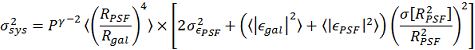 σ²_sys = P^{γ−2} ⟨(R_PSF / R_gal)⁴⟩ × [2σ²_{ϵ_PSF} + (⟨|ϵ_gal|²⟩ + ⟨|ϵ_PSF|²⟩) (σ[R²_PSF] / R²_PSF)²]